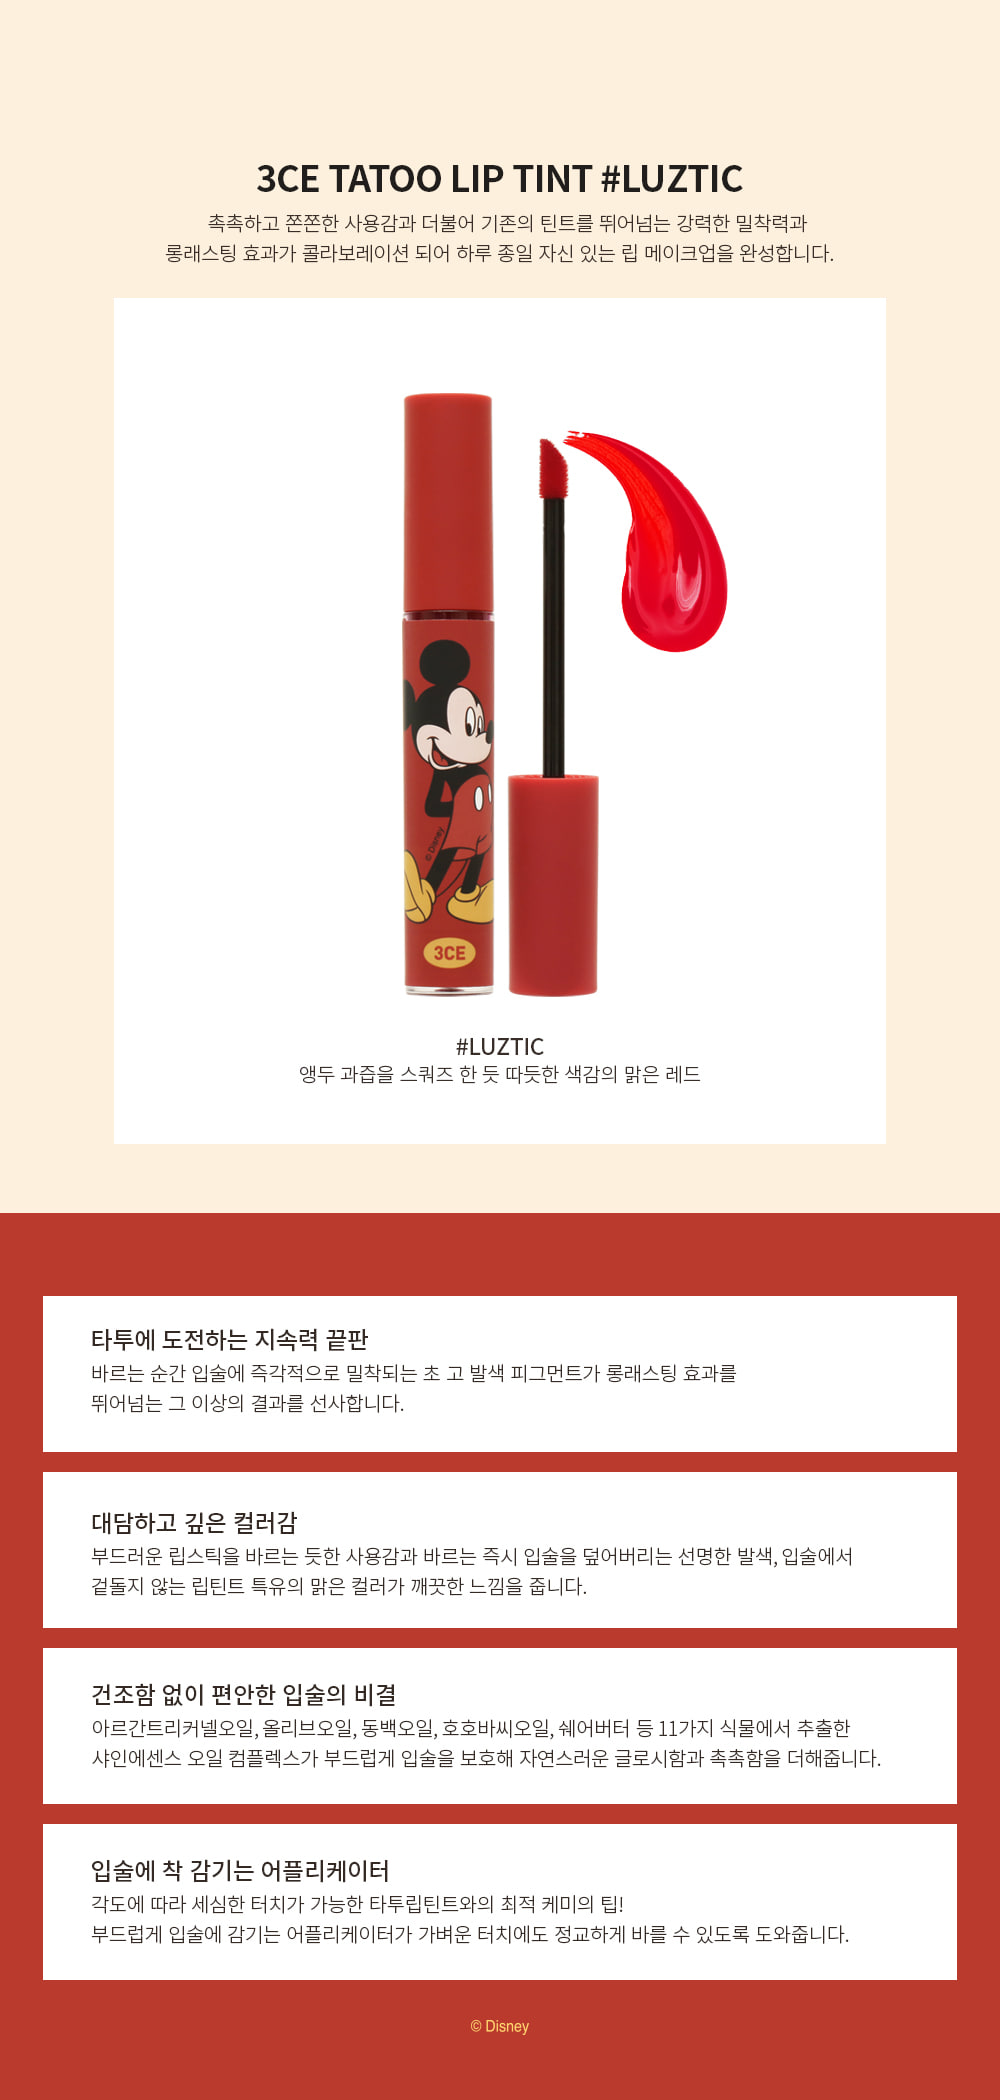 3CE TATOO LIP TINT #LUZTIC
촉촉하고 쫀쫀한 사용감과 더불어 기존의 틴트를 뛰어넘는 강력한 밀착력과
롱래스팅 효과가 콜라보레이션 되어 하루 종일 자신 있는 립 메이크업을 완성합니다.
© Disney
3CE
#LUZTIC
앵두 과즙을 스퀴즈 한 듯 따듯한 색감의 맑은 레드
타투에 도전하는 지속력 끝판
바르는 순간 입술에 즉각적으로 밀착되는 초 고 발색 피그먼트가 롱래스팅 효과를
뛰어넘는 그 이상의 결과를 선사합니다.
대담하고 깊은 컬러감
부드러운 립스틱을 바르는 듯한 사용감과 바르는 즉시 입술을 덮어버리는 선명한 발색, 입술에서
겉돌지 않는 립틴트 특유의 맑은 컬러가 깨끗한 느낌을 줍니다.
건조함 없이 편안한 입술의 비결
아르간트리커넬오일, 올리브오일, 동백오일, 호호바씨오일, 쉐어버터 등 11가지 식물에서 추출한
샤인에센스 오일 컴플렉스가 부드럽게 입술을 보호해 자연스러운 글로시함과 촉촉함을 더해줍니다.
입술에 착 감기는 어플리케이터
각도에 따라 세심한 터치가 가능한 타투립틴트와의 최적 케미의 팁!
부드럽게 입술에 감기는 어플리케이터가 가벼운 터치에도 정교하게 바를 수 있도록 도와줍니다.
© Disney